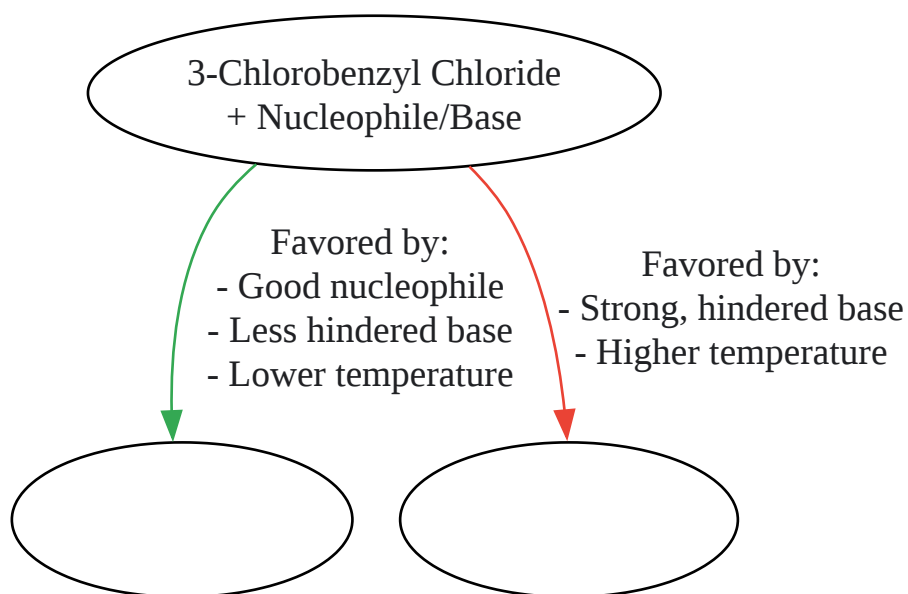 3-Chlorobenzyl Chloride
+ Nucleophile/Base
Favored by:
- Good nucleophile
- Less hindered base
- Lower temperature
Favored by:
- Strong, hindered base
- Higher temperature